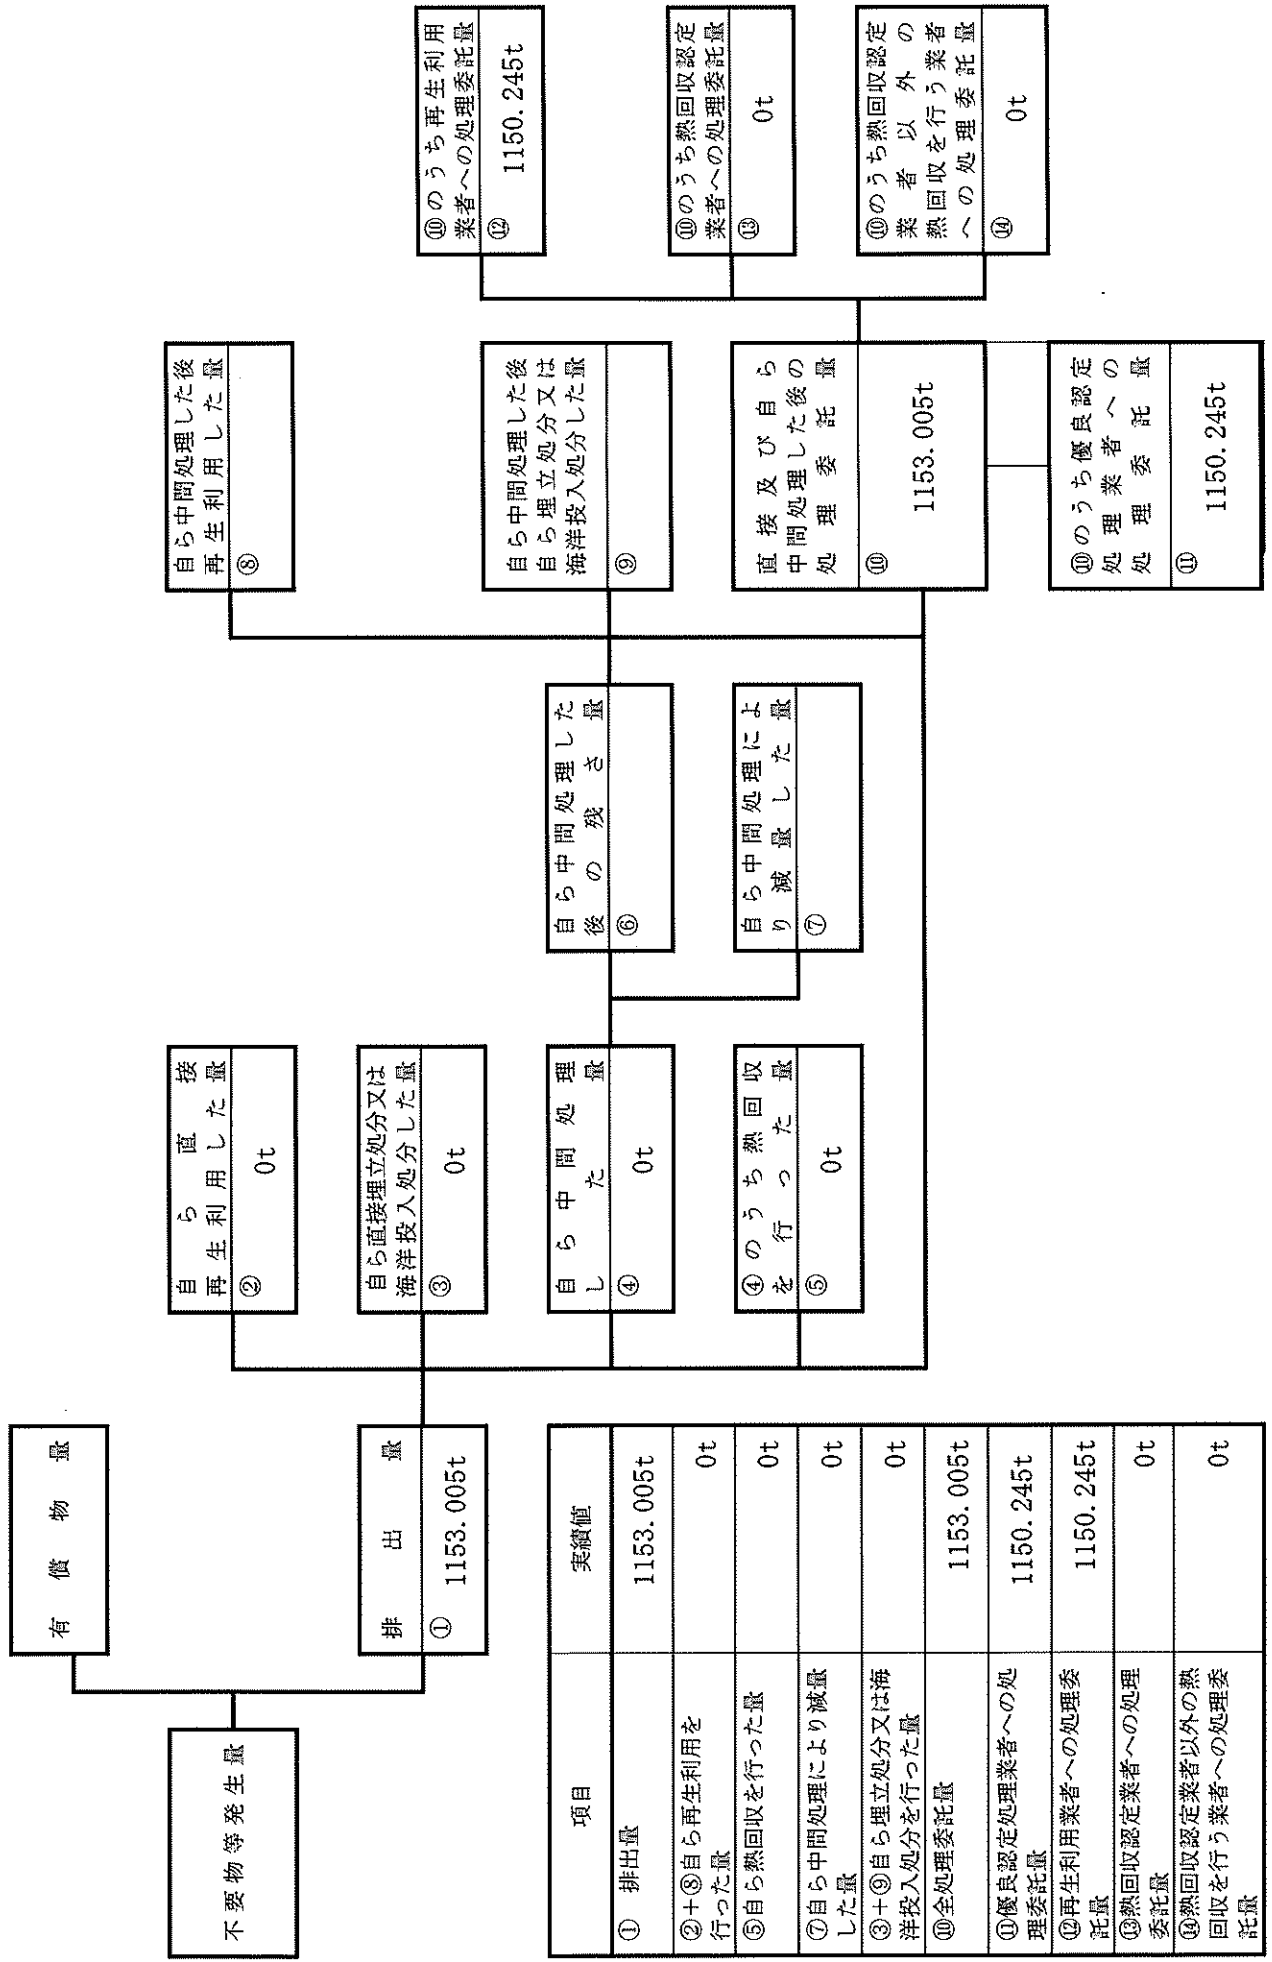 不要物等発生量
有償物量
排出量
① 1153.005t
自ら直接
再生利用した量
② 0t
自ら直接埋立処分又は
海洋投入処分した量
③ 0t
自ら中間処理
した量
④ 0t
④のうち熱回収
を行った量
⑤ 0t
自ら中間処理した
後の残さ量
⑥
自ら中間処理によ
り減量した量
⑦
自ら中間処理した後
再生利用した量
⑧
自ら中間処理した後
自ら埋立処分又は
海洋投入処分した量
⑨
直接及び自ら
中間処理した後の
処理委託量
⑩ 1153.005t
⑩のうち優良認定
処理業者への
処理委託量
⑪ 1150.245t
⑩のうち再生利用
業者への処理委託量
⑫ 1150.245t
⑩のうち熱回収認定
業者への処理委託量
⑬ 0t
⑩のうち熱回収認定
業者以外の
熱回収を行う業者
への処理委託量
⑭ 0t
項目 実績値
① 排出量 1153.005t
②+⑧自ら再生利用を
行った量 0t
⑤自ら熱回収を行った量 0t
⑦自ら中間処理により減量
した量 0t
③+⑨自ら埋立処分又は海
洋投入処分を行った量 0t
⑩全処理委託量 1153.005t
⑪優良認定処理業者への処
理委託量 1150.245t
⑫再生利用業者への処理委
託量 1150.245t
⑬熱回収認定業者への処理
委託量 0t
⑭熱回収認定業者以外の熱
回収を行う業者への処理委
託量 0t